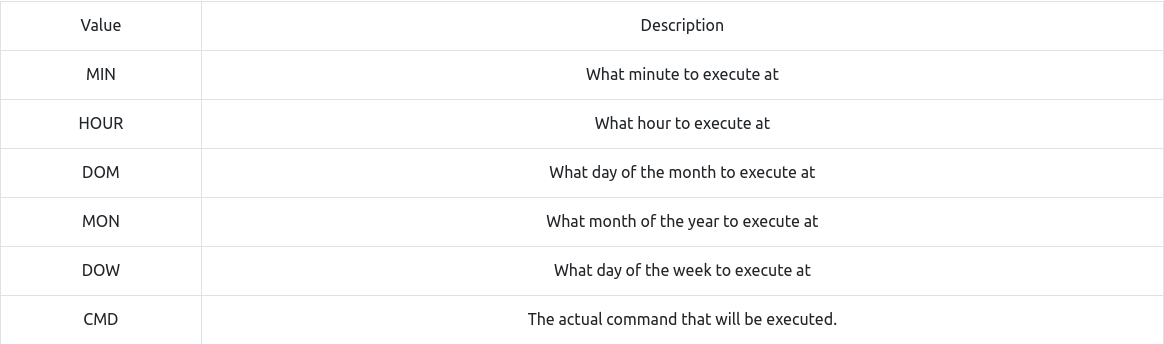 Value Description
MIN What minute to execute at
HOUR What hour to execute at
DOM What day of the month to execute at
MON What month of the year to execute at
DOW What day of the week to execute at
CMD The actual command that will be executed.